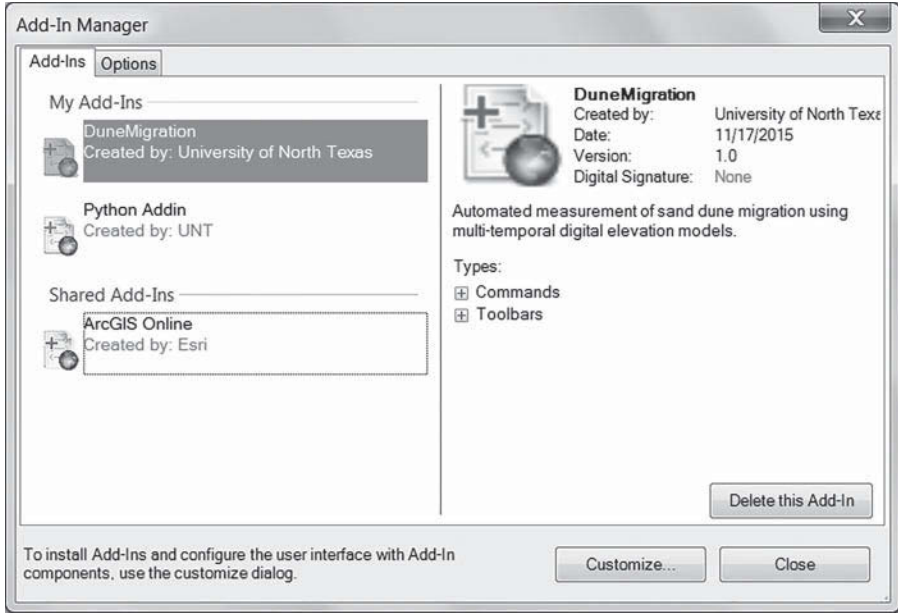 Add-In Manager
X
Add-Ins
Options
My Add-Ins
DuneMigration
Created by: University of North Texas
Python Addin
Created by: UNT
Shared Add-Ins
ArcGIS Online
Created by: Esri
DuneMigration
Created by: University of North Texa
Date: 11/17/2015
Version: 1.0
Digital Signature: None
Automated measurement of sand dune migration using
multi-temporal digital elevation models.
Types:
Commands
Toolbars
Delete this Add-In
To install Add-Ins and configure the user interface with Add-In
components, use the customize dialog.
Customize...
Close